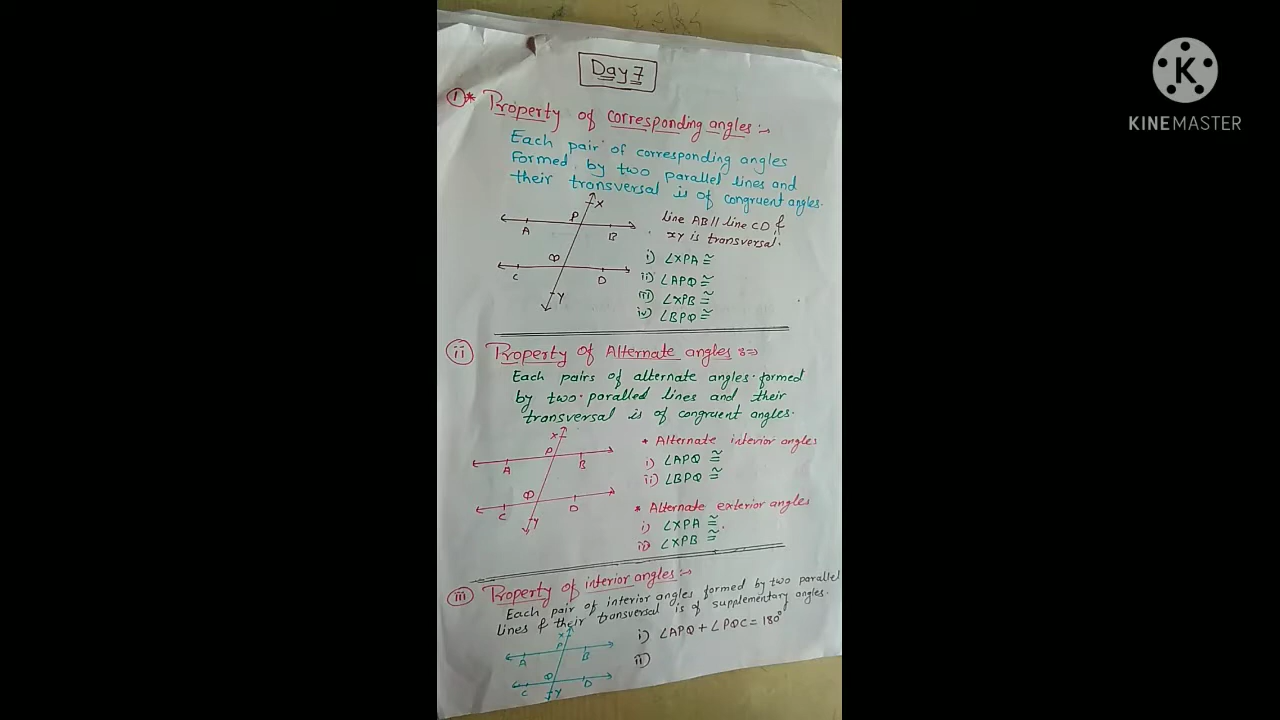 Day 7
① * Property of corresponding angles :→
Each pair of corresponding angles
formed by two parallel lines and
their transversal is of congruent angles.
X
P
A
B
Q
C
D
Y
line AB // line CD &
XY is transversal.
i) ∠XPA ≅
ii) ∠APQ ≅
iii) ∠XPB ≅
iv) ∠BPQ ≅
ii Property of Alternate angles :⇒
Each pairs of alternate angles formed
by two paralled lines and their
transversal is of congruent angles.
X
P
A
B
Q
C
D
Y
* Alternate interior angles
i) ∠APQ ≅
ii) ∠BPQ ≅
* Alternate exterior angles
i) ∠XPA ≅
ii) ∠XPB ≅
iii Property of interior angles :→
Each pair of interior angles formed by two parallel
lines & their transversal is of supplementary angles.
X
P
A
B
Q
C
D
Y
i) ∠APQ + ∠PQC = 180°
ii)
K
KINEMASTER